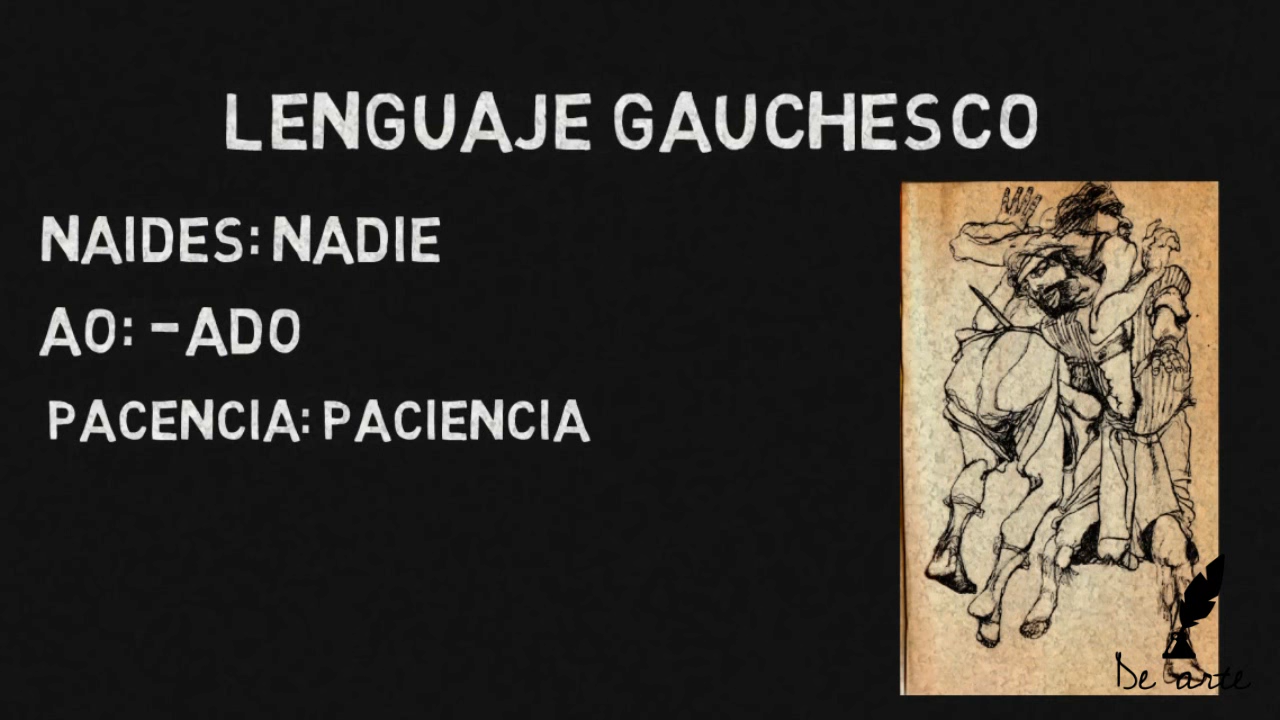 LENGUAJE GAUCHESCO
NAIDES: NADIE
AO: -ADO
PACENCIA: PACIENCIA
De arte